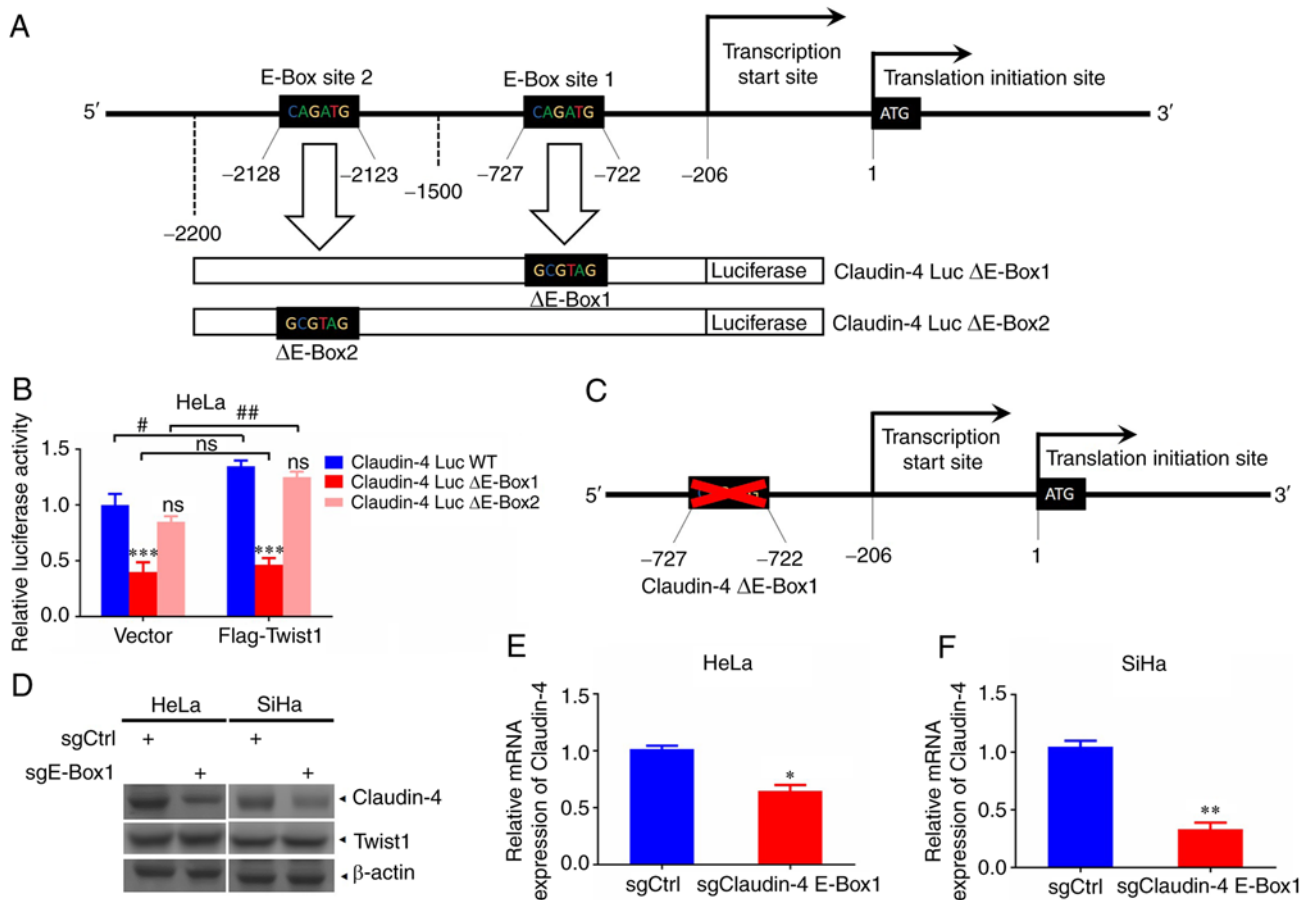 A
Transcription
start site
Translation initiation site
E-Box site 2
E-Box site 1
5′
CAGATG
CAGATG
ATG
3′
−2128
−2123
−1500
−727
−722
−206
1
−2200
GCGTAG
Luciferase
Claudin-4 Luc ΔE-Box1
ΔE-Box1
GCGTAG
Luciferase
Claudin-4 Luc ΔE-Box2
ΔE-Box2
B
HeLa
Relative luciferase activity
1.5
1.0
0.5
0.0
#
##
ns
ns
***
ns
***
Vector
Flag-Twist1
Claudin-4 Luc WT
Claudin-4 Luc ΔE-Box1
Claudin-4 Luc ΔE-Box2
C
Transcription
start site
Translation initiation site
5′
ATG
3′
−727
−722
−206
1
Claudin-4 ΔE-Box1
D
HeLa
SiHa
sgCtrl + +
sgE-Box1 + +
Claudin-4
Twist1
β-actin
E
HeLa
Relative mRNA
expression of Claudin-4
1.5
1.0
0.5
0.0
*
sgCtrl
sgClaudin-4 E-Box1
F
SiHa
Relative mRNA
expression of Claudin-4
1.5
1.0
0.5
0.0
**
sgCtrl
sgClaudin-4 E-Box1